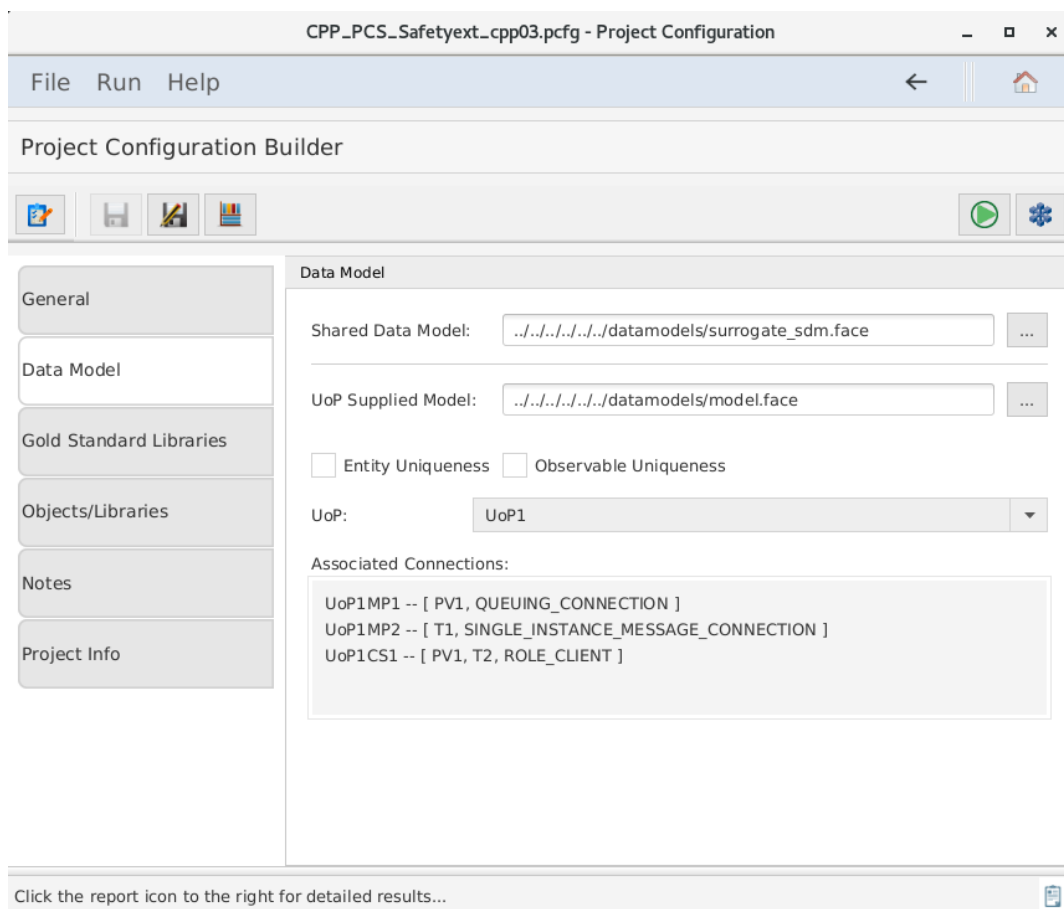 CPP_PCS_Safetyext_cpp03.pcfg - Project Configuration
File Run Help
Project Configuration Builder
General
Data Model
Gold Standard Libraries
Objects/Libraries
Notes
Project Info
Data Model
Shared Data Model: ../../../../../../datamodels/surrogate_sdm.face ...
UoP Supplied Model: ../../../../../../datamodels/model.face ...
Entity Uniqueness Observable Uniqueness
UoP: UoP1
Associated Connections:
UoP1MP1 -- [ PV1, QUEUING_CONNECTION ]
UoP1MP2 -- [ T1, SINGLE_INSTANCE_MESSAGE_CONNECTION ]
UoP1CS1 -- [ PV1, T2, ROLE_CLIENT ]
Click the report icon to the right for detailed results...